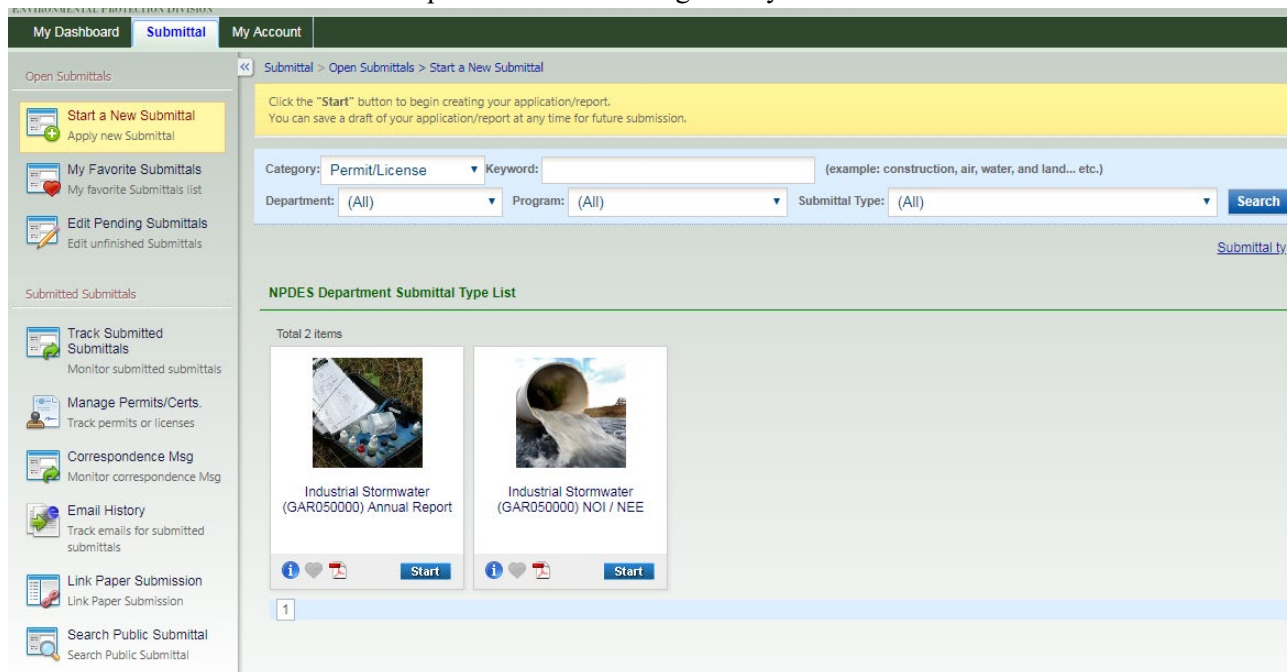 ENVIRONMENTAL PROTECTION DIVISION
My Dashboard Submittal My Account
Open Submittals
Start a New Submittal
Apply new Submittal
My Favorite Submittals
My favorite Submittals list
Edit Pending Submittals
Edit unfinished Submittals
Submitted Submittals
Track Submitted
Submittals
Monitor submitted submittals
Manage Permits/Certs.
Track permits or licenses
Correspondence Msg
Monitor correspondence Msg
Email History
Track emails for submitted
submittals
Link Paper Submission
Link Paper Submission
Search Public Submittal
Search Public Submittal
Submittal > Open Submittals > Start a New Submittal
Click the "Start" button to begin creating your application/report.
You can save a draft of your application/report at any time for future submission.
Category: Permit/License Keyword: (example: construction, air, water, and land... etc.)
Department: (All) Program: (All) Submittal Type: (All) Search
Submittal ty
NPDES Department Submittal Type List
Total 2 items
Industrial Stormwater
(GAR050000) Annual Report
Start
Industrial Stormwater
(GAR050000) NOI / NEE
Start
1